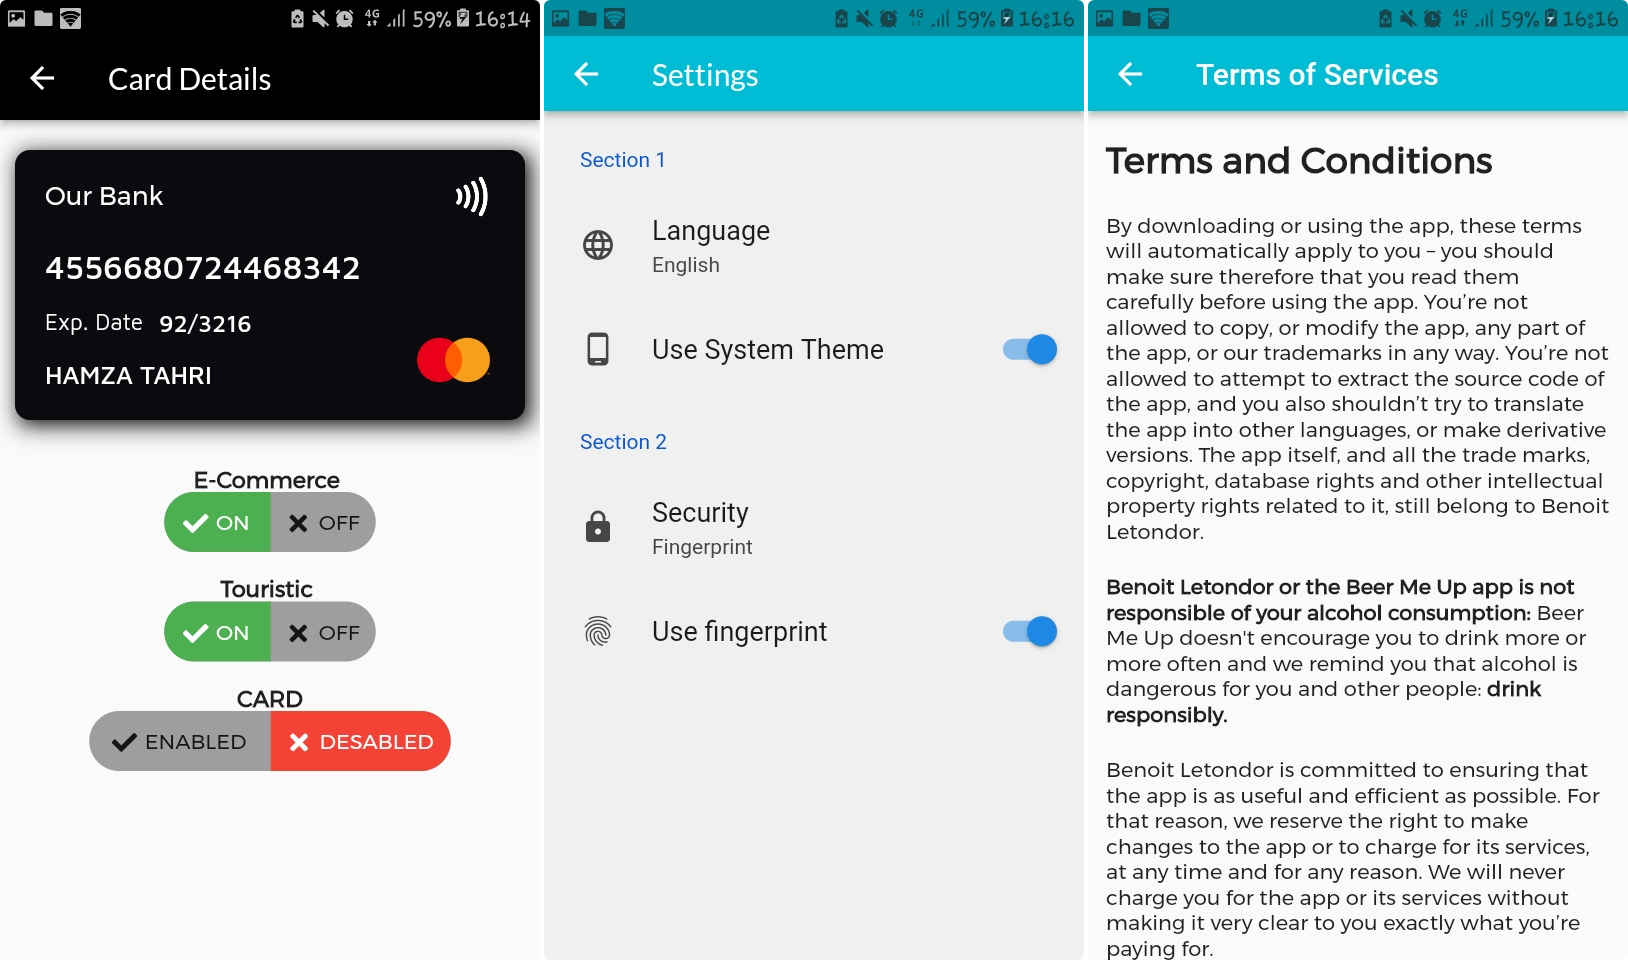 59% 16:14
Card Details
Our Bank
4556680724468342
Exp. Date 92/3216
HAMZA TAHRI
E-Commerce
ON OFF
Touristic
ON OFF
CARD
ENABLED DESABLED
4G 59% 16:16
Settings
Section 1
Language
English
Use System Theme
Section 2
Security
Fingerprint
Use fingerprint
4G 59% 16:16
Terms of Services
Terms and Conditions
By downloading or using the app, these terms
will automatically apply to you – you should
make sure therefore that you read them
carefully before using the app. You’re not
allowed to copy, or modify the app, any part of
the app, or our trademarks in any way. You’re not
allowed to attempt to extract the source code of
the app, and you also shouldn’t try to translate
the app into other languages, or make derivative
versions. The app itself, and all the trade marks,
copyright, database rights and other intellectual
property rights related to it, still belong to Benoit
Letondor.
Benoit Letondor or the Beer Me Up app is not
responsible of your alcohol consumption: Beer
Me Up doesn't encourage you to drink more or
more often and we remind you that alcohol is
dangerous for you and other people: drink
responsibly.
Benoit Letondor is committed to ensuring that
the app is as useful and efficient as possible. For
that reason, we reserve the right to make
changes to the app or to charge for its services,
at any time and for any reason. We will never
charge you for the app or its services without
making it very clear to you exactly what you’re
paying for.